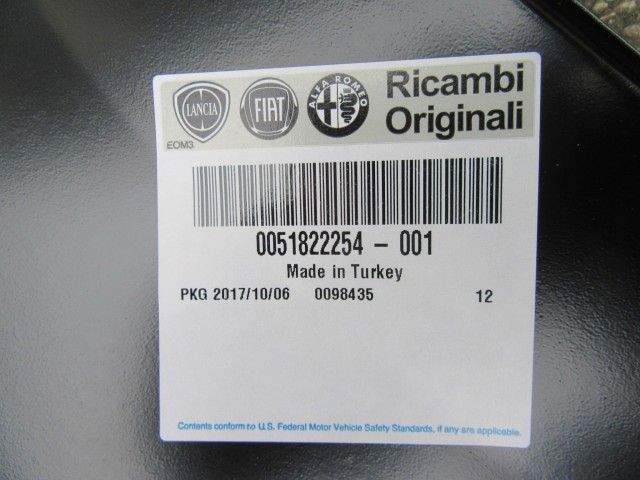 LANCIA FIAT ALFA ROMEO Ricambi
Originali
EOM3
0051822254 - 001
Made in Turkey
PKG 2017/10/06 0098435 12
Contents conform to U.S. Federal Motor Vehicle Safety Standards, if any are applicable.